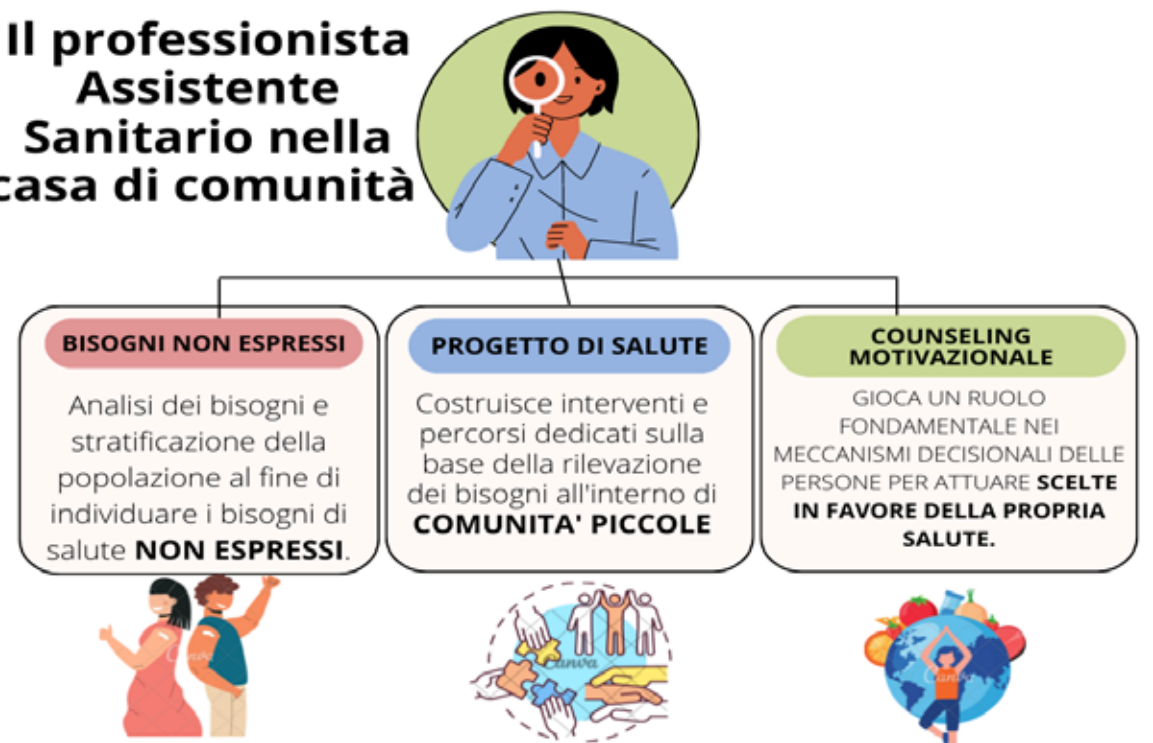 Il professionista
Assistente
Sanitario nella
casa di comunità
BISOGNI NON ESPRESSI
Analisi dei bisogni e
stratificazione della
popolazione al fine di
individuare i bisogni di
salute NON ESPRESSI.
PROGETTO DI SALUTE
Costruisce interventi e
percorsi dedicati sulla
base della rilevazione
dei bisogni all'interno di
COMUNITA' PICCOLE
COUNSELING
MOTIVAZIONALE
GIOCA UN RUOLO
FONDAMENTALE NEI
MECCANISMI DECISIONALI DELLE
PERSONE PER ATTUARE SCELTE
IN FAVORE DELLA PROPRIA
SALUTE.
Canva
Canva
Canva